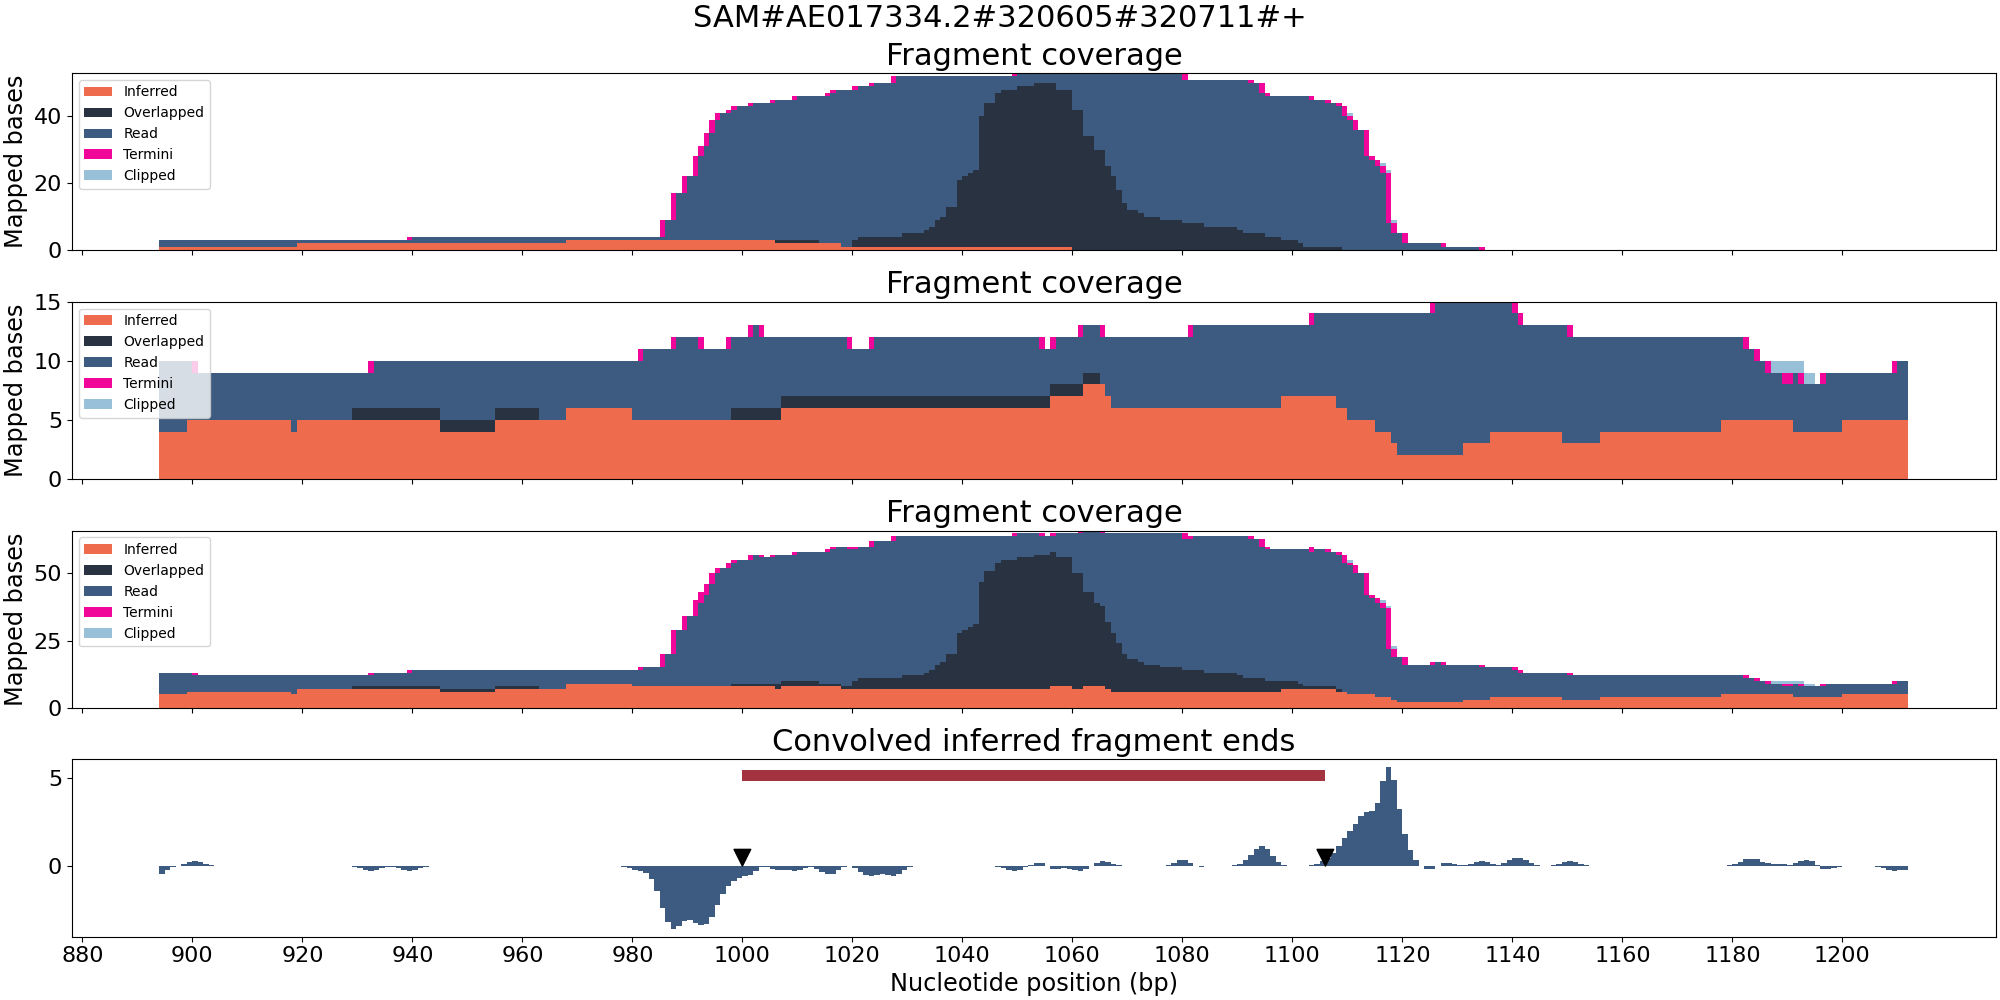 SAM#AE017334.2#320605#320711#+
Fragment coverage
Mapped bases
40
20
0
Inferred
Overlapped
Read
Termini
Clipped
Fragment coverage
Mapped bases
15
10
5
0
Inferred
Overlapped
Read
Termini
Clipped
Fragment coverage
Mapped bases
50
25
0
Inferred
Overlapped
Read
Termini
Clipped
Convolved inferred fragment ends
5
0
880 900 920 940 960 980 1000 1020 1040 1060 1080 1100 1120 1140 1160 1180 1200
Nucleotide position (bp)